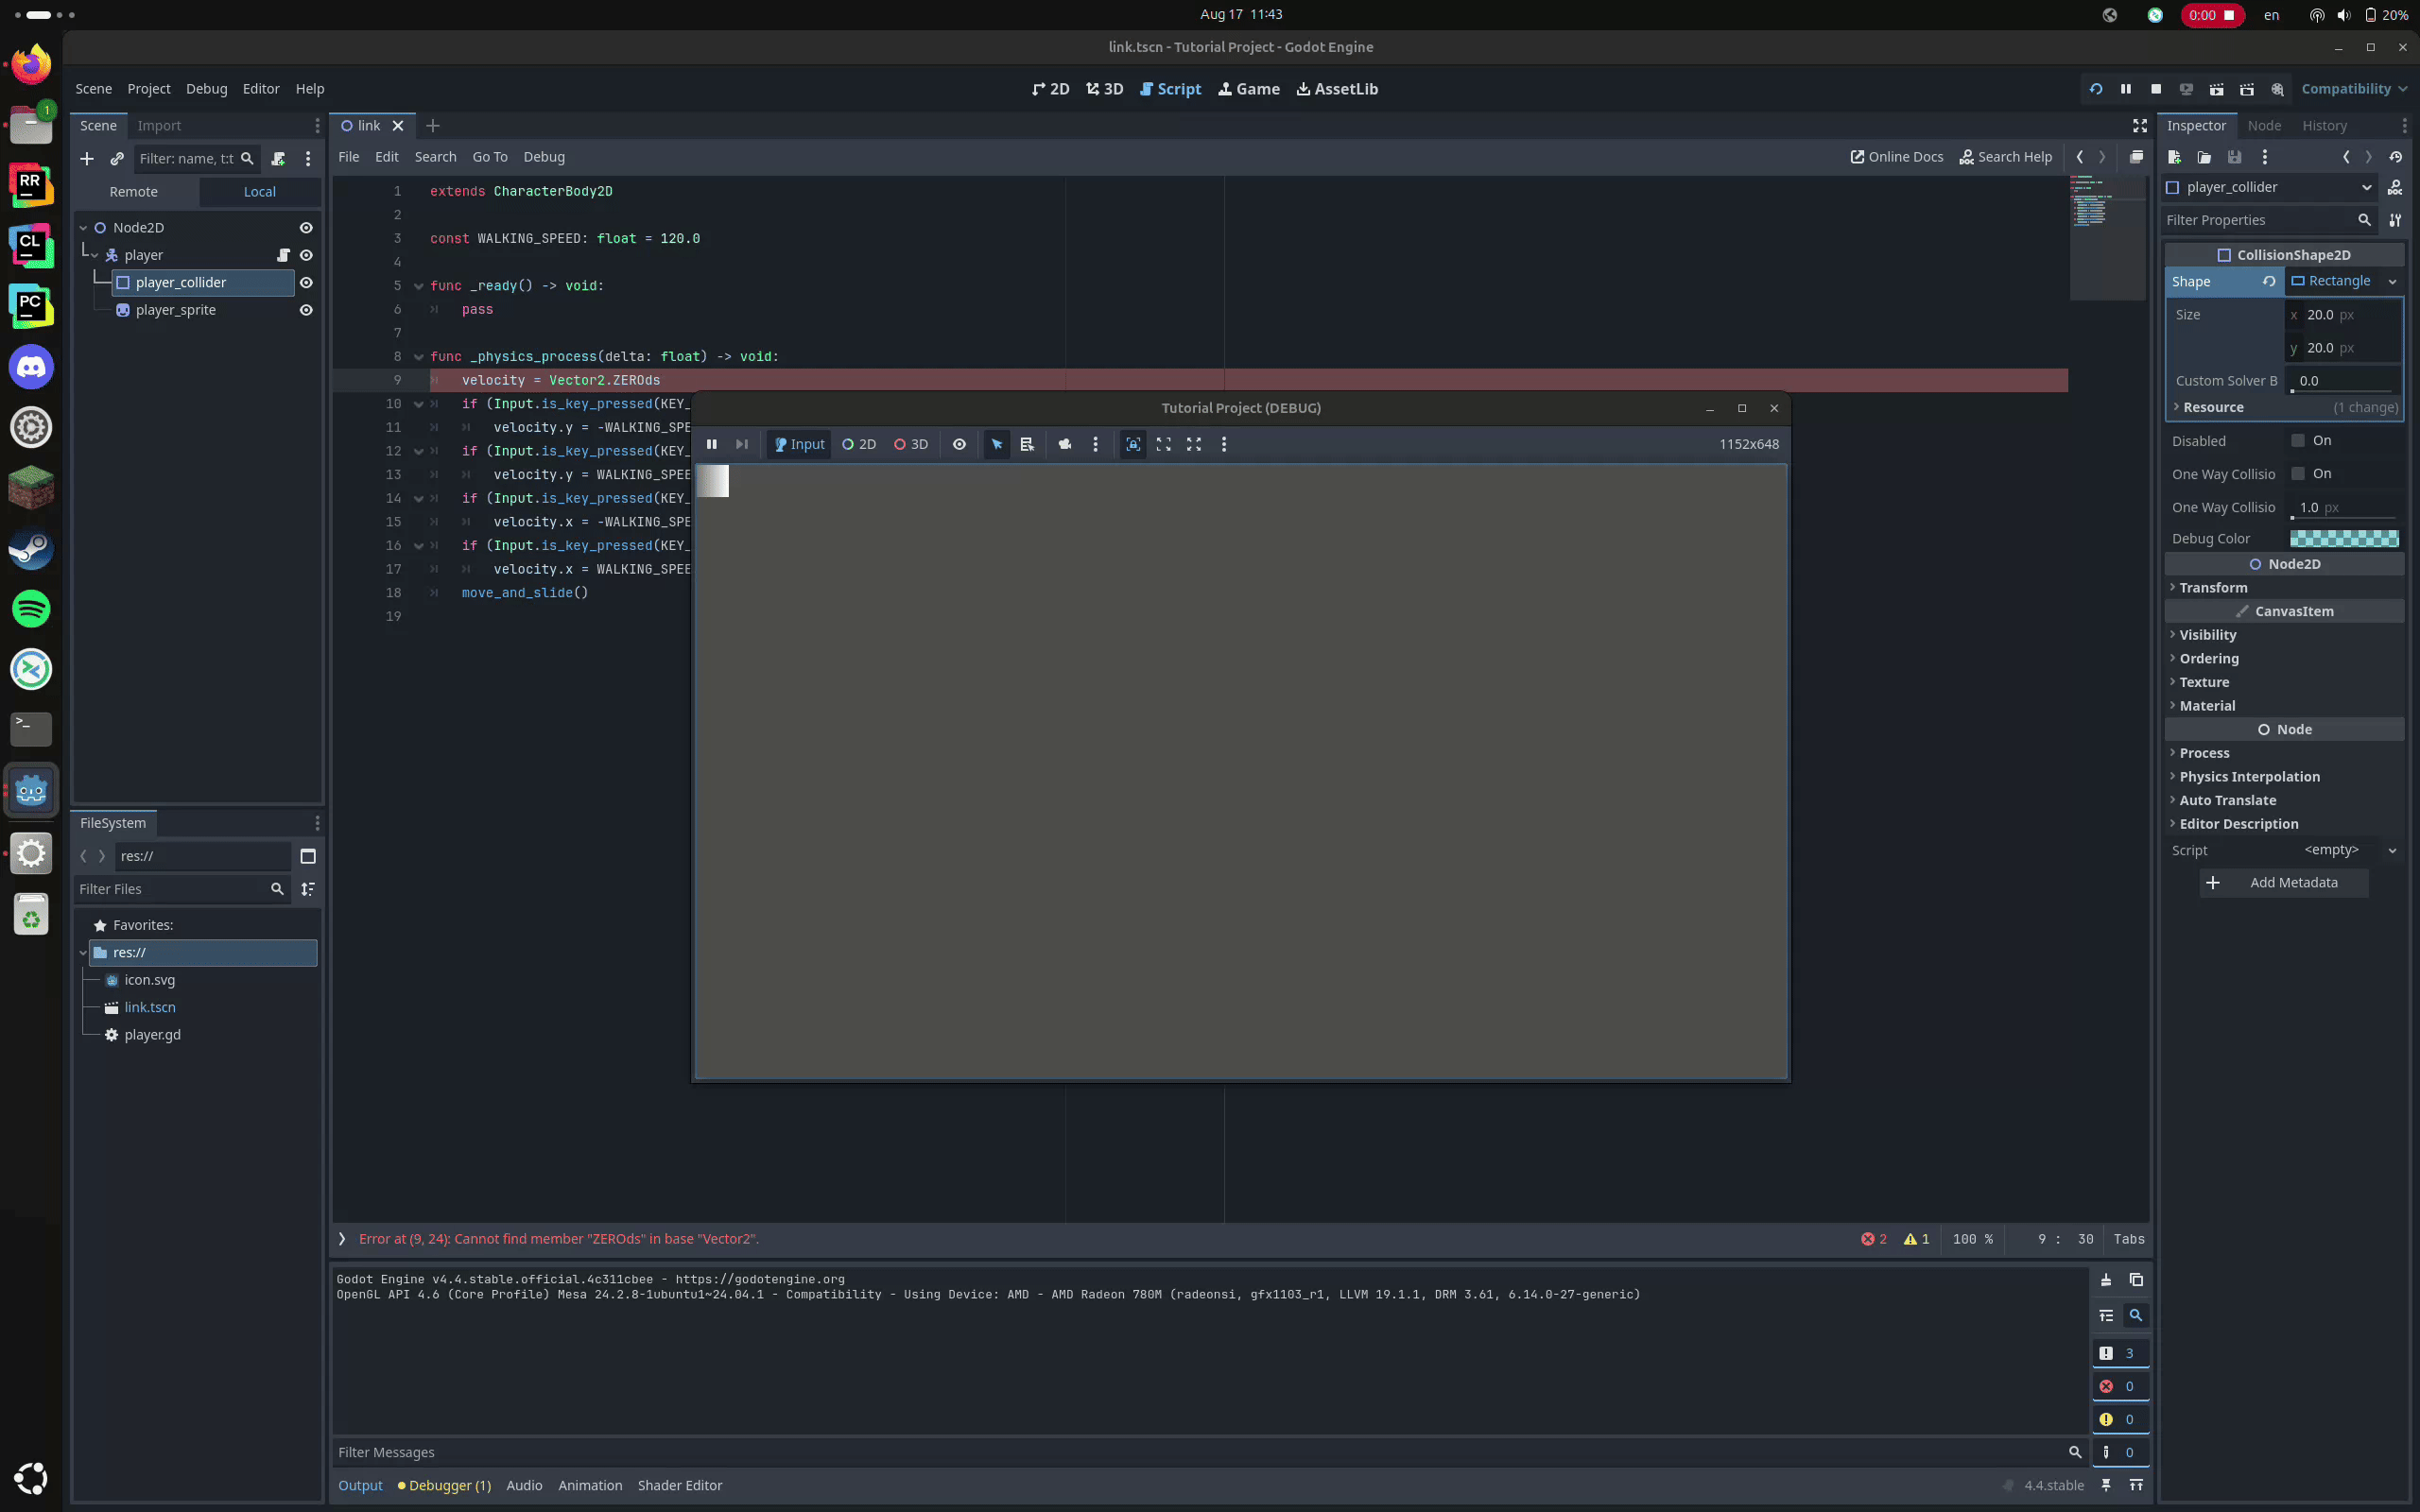 Aug 17 11:43
0:00
en
20%
link.tscn - Tutorial Project - Godot Engine
Scene Project Debug Editor Help
2D 3D Script Game AssetLib
Compatibility
Scene Import
Filter: name, t:t
Remote Local
Node2D
player
player_collider
player_sprite
FileSystem
res://
Filter Files
Favorites:
res://
icon.svg
link.tscn
player.gd
1
RR
CL
PC
>_
link
File Edit Search Go To Debug
Online Docs Search Help
1 extends CharacterBody2D
2
3 const WALKING_SPEED: float = 120.0
4
5 func _ready() -> void:
6 pass
7
8 func _physics_process(delta: float) -> void:
9 velocity = Vector2.ZEROds
10 if (Input.is_key_pressed(KEY_
11 velocity.y = -WALKING_SPE
12 if (Input.is_key_pressed(KEY_
13 velocity.y = WALKING_SPEE
14 if (Input.is_key_pressed(KEY_
15 velocity.x = -WALKING_SPE
16 if (Input.is_key_pressed(KEY_
17 velocity.x = WALKING_SPEE
18 move_and_slide()
19
Tutorial Project (DEBUG)
Input 2D 3D
1152x648
Error at (9, 24): Cannot find member "ZEROds" in base "Vector2".
2 1 100 % 9 : 30 Tabs
Godot Engine v4.4.stable.official.4c311cbee - https://godotengine.org
OpenGL API 4.6 (Core Profile) Mesa 24.2.8-1ubuntu1~24.04.1 - Compatibility - Using Device: AMD - AMD Radeon 780M (radeonsi, gfx1103_r1, LLVM 19.1.1, DRM 3.61, 6.14.0-27-generic)
3
0
0
0
Filter Messages
Output Debugger (1) Audio Animation Shader Editor
4.4.stable
Inspector Node History
player_collider
Filter Properties
CollisionShape2D
Shape Rectangle
Size x 20.0 px
y 20.0 px
Custom Solver B 0.0
Resource (1 change)
Disabled On
One Way Collisio On
One Way Collisio 1.0 px
Debug Color
Node2D
Transform
CanvasItem
Visibility
Ordering
Texture
Material
Node
Process
Physics Interpolation
Auto Translate
Editor Description
Script <empty>
Add Metadata